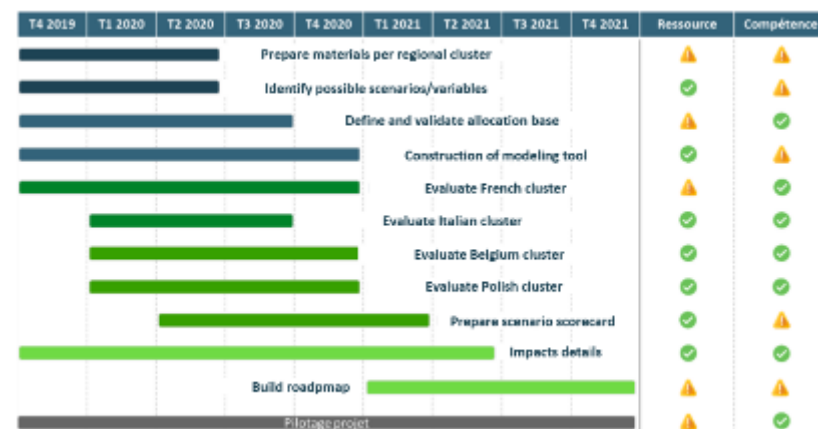 T4 2019 T1 2020 T2 2020 T3 2020 T4 2020 T1 2021 T2 2021 T3 2021 T4 2021 Ressource Compétence
Prepare materials per regional cluster
Identify possible scenarios/variables
Define and validate allocation base
Construction of modeling tool
Evaluate French cluster
Evaluate Italian cluster
Evaluate Belgium cluster
Evaluate Polish cluster
Prepare scenario scorecard
Impacts details
Build roadpmap
Pilotage projet